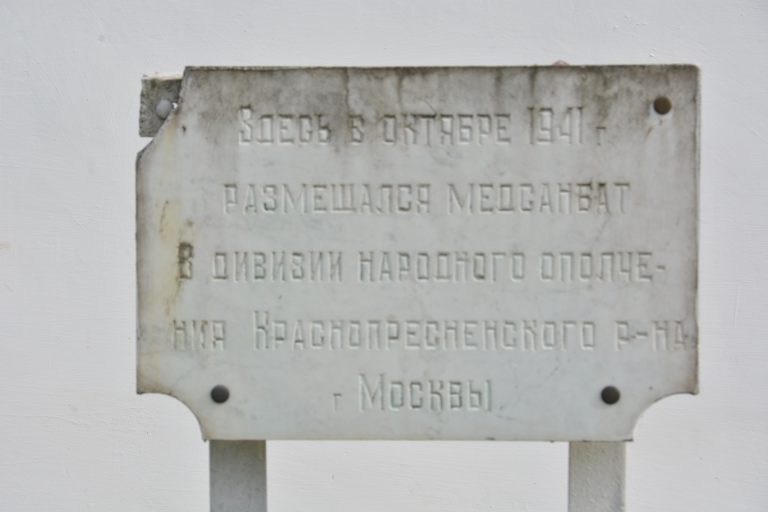 Здесь в октябре 1941 г
размещался медсанбат
8 дивизии народного ополче-
ния Краснопресненского р-на
г Москвы